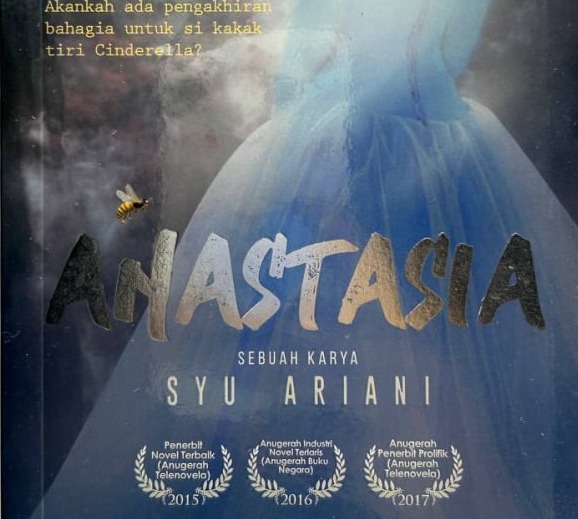 Akankah ada pengakhiran
bahagia untuk si kakak
tiri Cinderella?
ANASTASIA
SEBUAH KARYA
SYU ARIANI
Penerbit
Novel Terbaik
(Anugerah
Telenovela)
(2015)
Anugerah Industri
Novel Terlaris
(Anugerah Buku
Negara)
(2016)
Anugerah
Penerbit Prolifik
(Anugerah
Telenovela)
(2017)